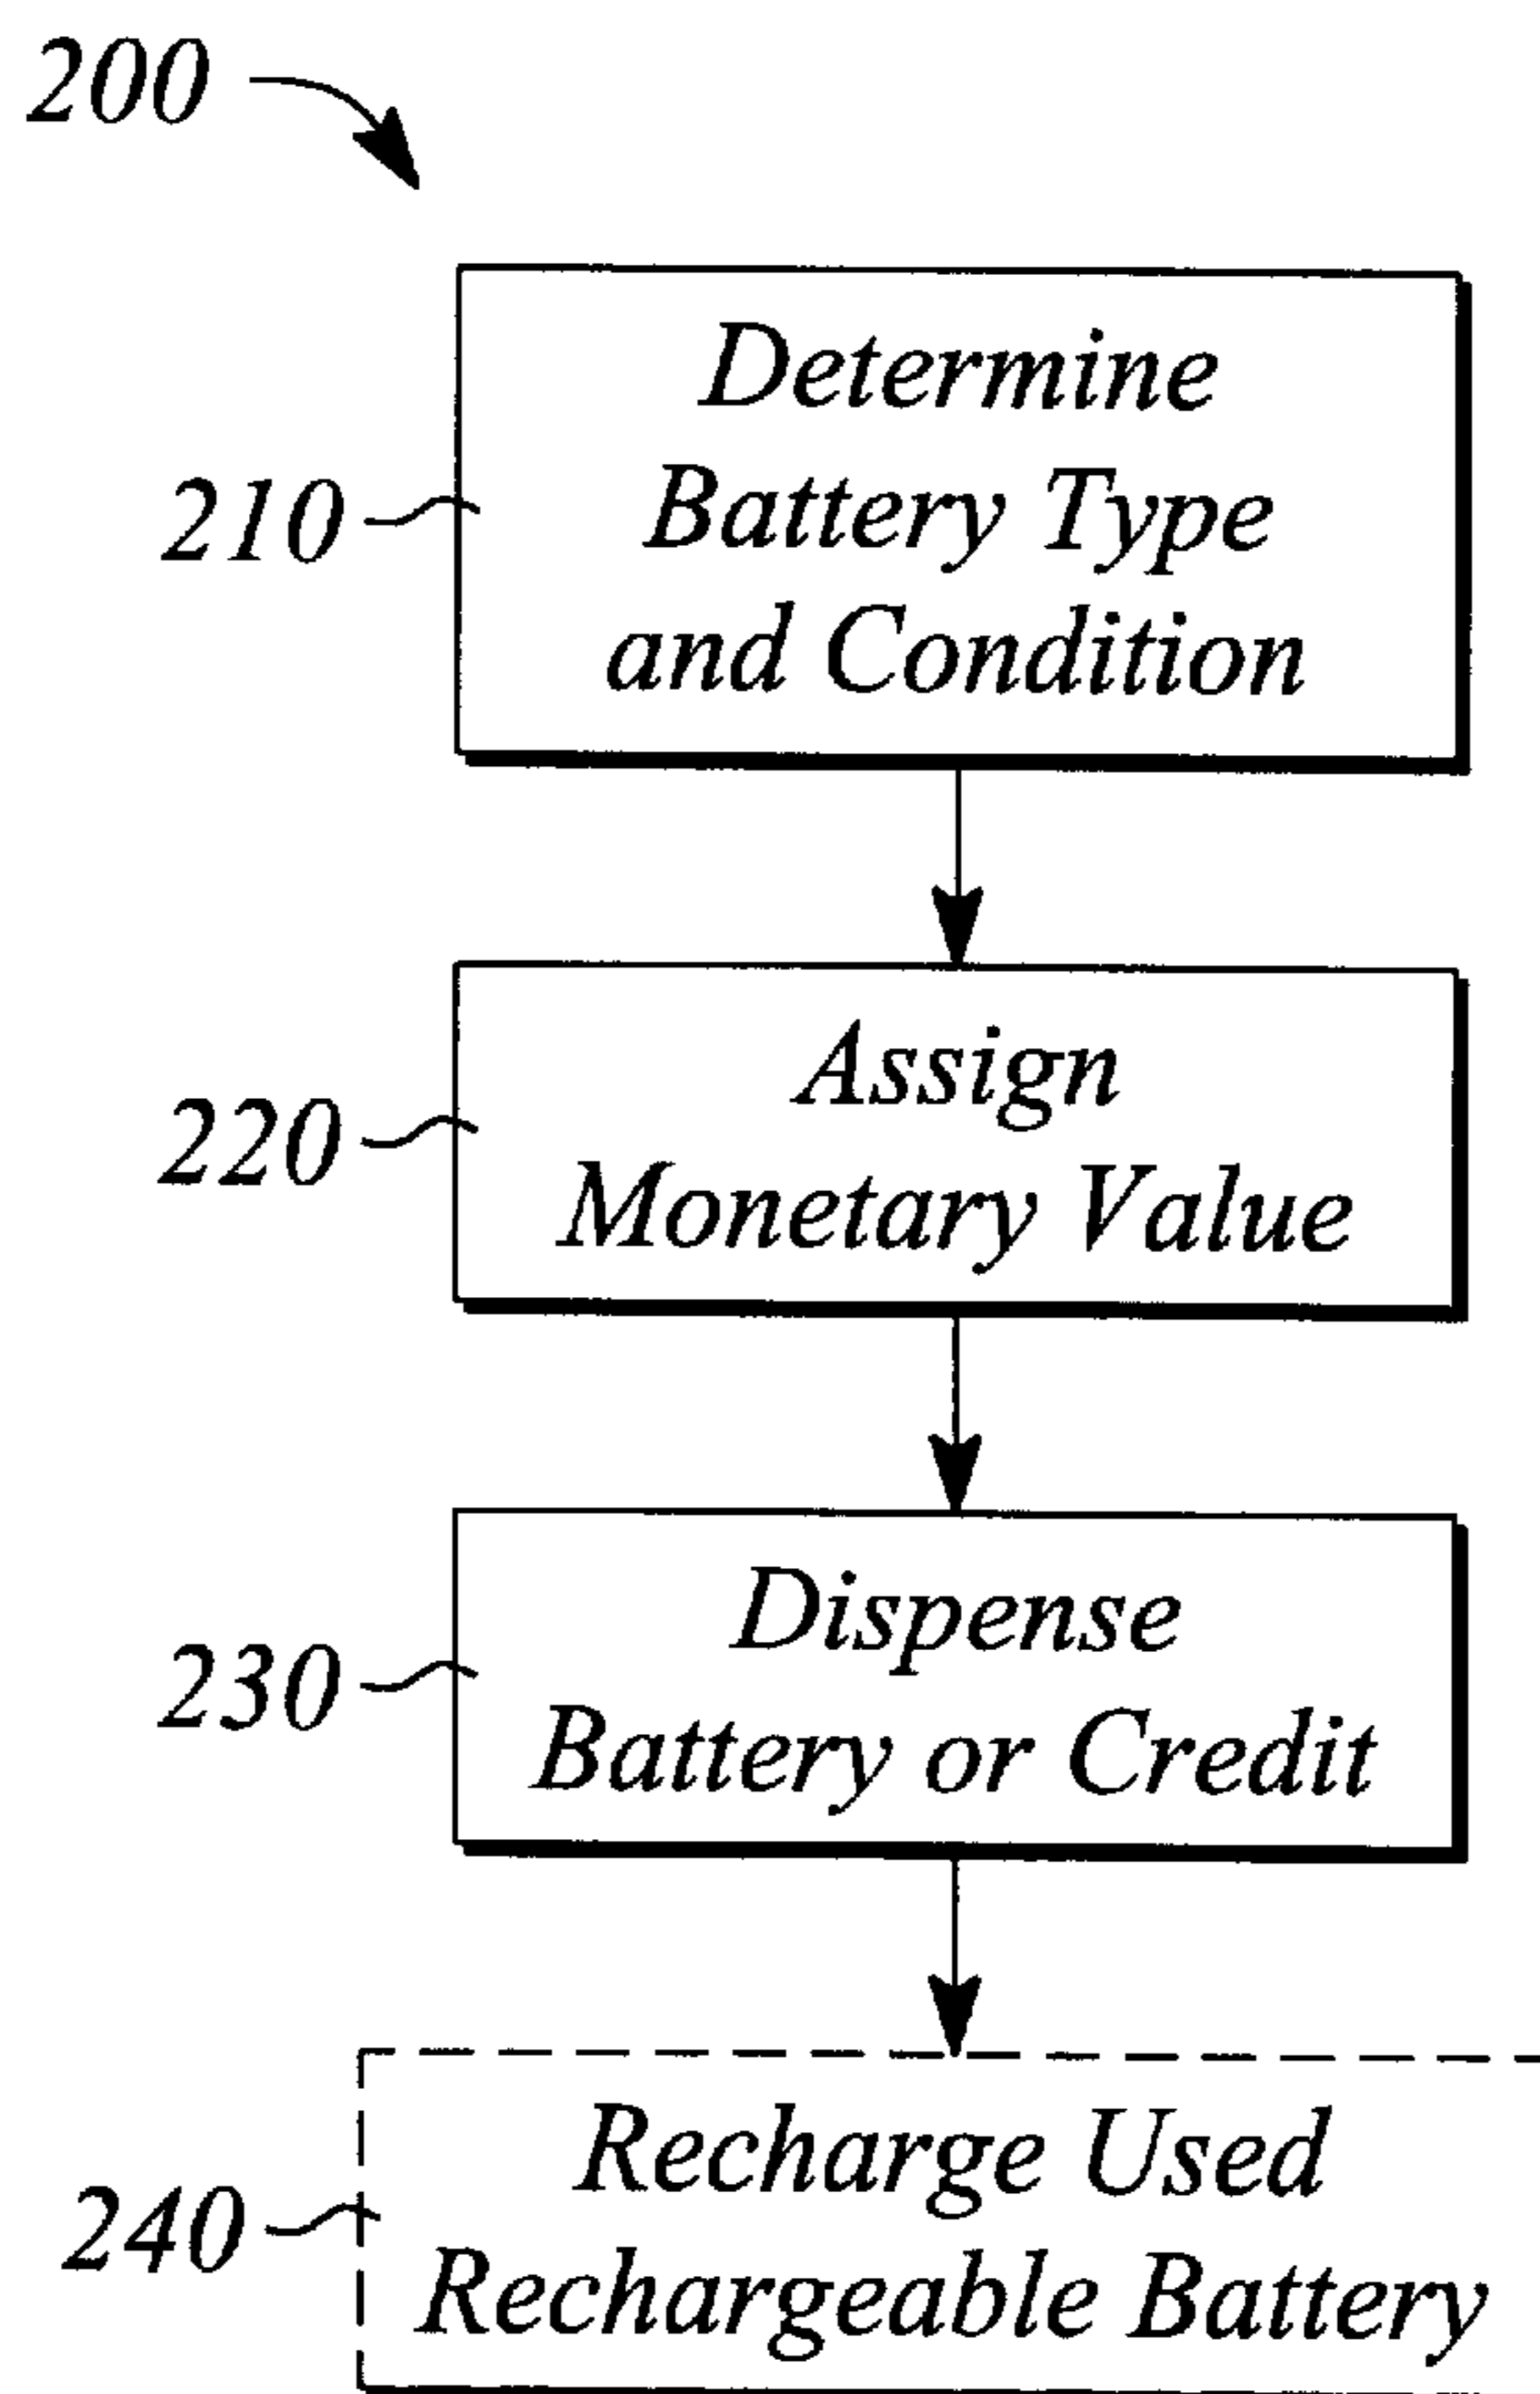 200
Determine
210
Battery Type
and Condition
Assign
220
Monetary Value
Dispense
230
Battery or Credit
Recharge Used
240
Rechargeable Battery